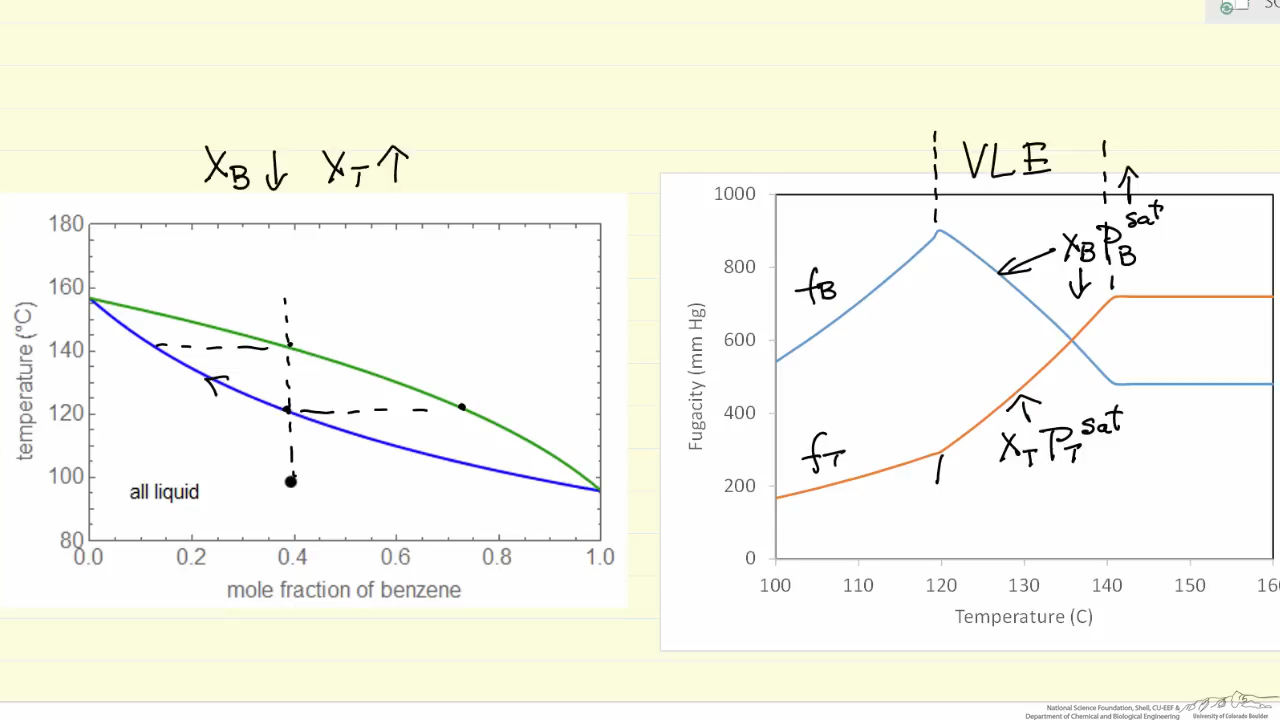 X_B ↓ X_T ↑
180
160
140
120
100
80
temperature (°C)
all liquid
0.0 0.2 0.4 0.6 0.8 1.0
mole fraction of benzene
VLE
↑
1000
800
600
400
200
0
Fugacity (mm Hg)
f_B
X_B P_B^sat
↓
f_T
X_T P_T^sat
100 110 120 130 140 150 16
Temperature (C)
National Science Foundation, Shell, CU-EEF &
Department of Chemical and Biological Engineering
University of Colorado Boulder